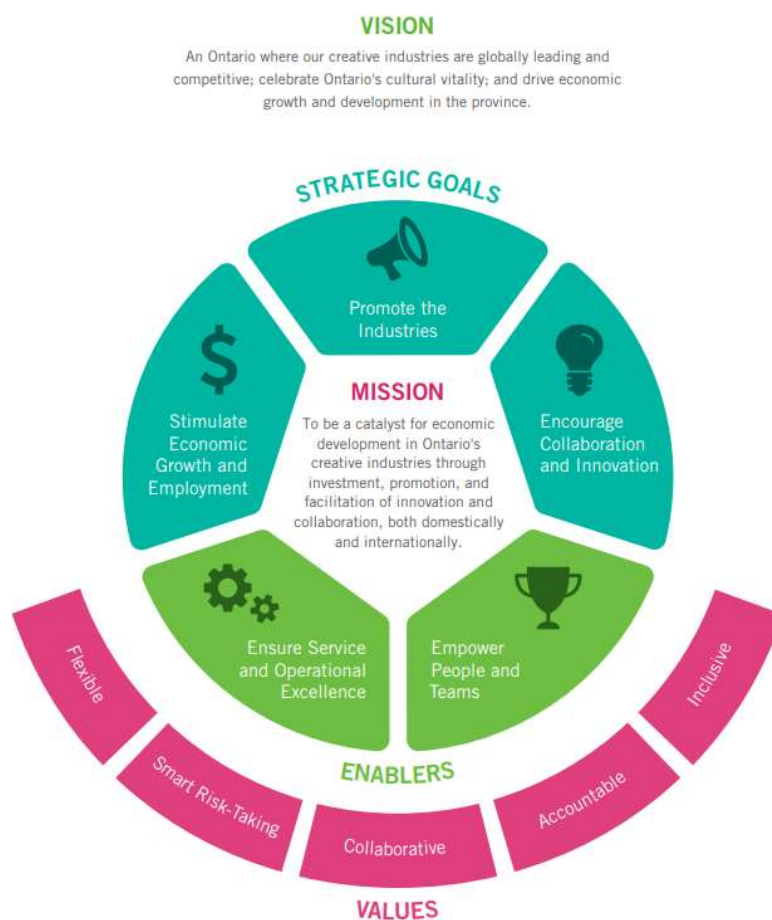 VISION
An Ontario where our creative industries are globally leading and
competitive; celebrate Ontario's cultural vitality; and drive economic
growth and development in the province.
STRATEGIC GOALS
Promote the
Industries
Stimulate
Economic
Growth and
Employment
MISSION
To be a catalyst for economic
development in Ontario's
creative industries through
investment, promotion, and
facilitation of innovation and
collaboration, both domestically
and internationally.
Encourage
Collaboration
and Innovation
Ensure Service
and Operational
Excellence
Empower
People and
Teams
ENABLERS
Flexible
Smart Risk-Taking
Collaborative
Accountable
Inclusive
VALUES